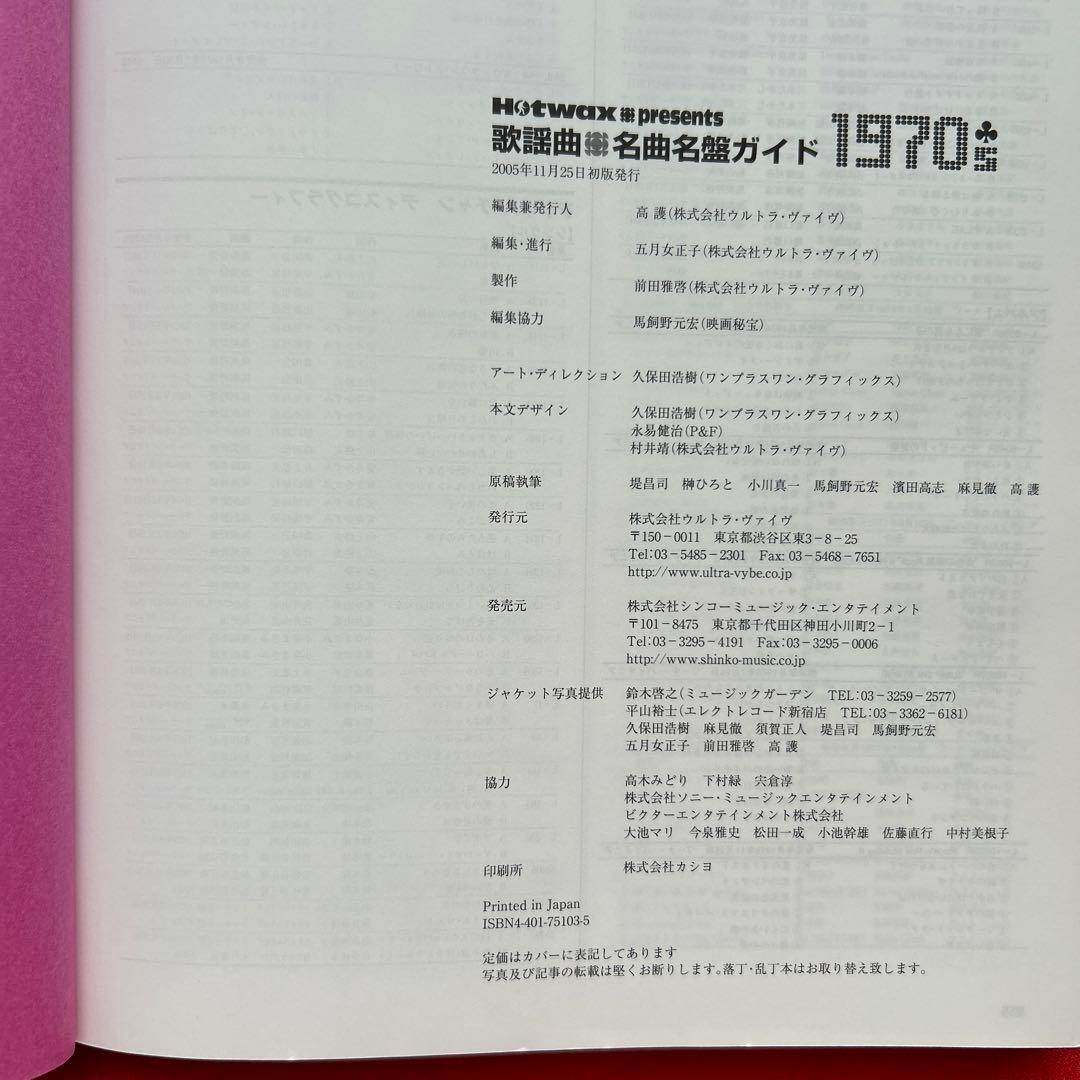 Hotwax presents
歌謡曲 名曲名盤ガイド 1970's
2005年11月25日初版発行
編集兼発行人 高 護(株式会社ウルトラ・ヴァイヴ)
編集・進行 五月女正子(株式会社ウルトラ・ヴァイヴ)
製作 前田雅啓(株式会社ウルトラ・ヴァイヴ)
編集協力 馬飼野元宏(映画秘宝)
アート・ディレクション 久保田浩樹(ワンプラスワン・グラフィックス)
本文デザイン 久保田浩樹(ワンプラスワン・グラフィックス)
永易健治(P&F)
村井靖(株式会社ウルトラ・ヴァイヴ)
原稿執筆 堤昌司 榊ひろと 小川真一 馬飼野元宏 濱田高志 麻見徹 高 護
発行元 株式会社ウルトラ・ヴァイヴ
〒150-0011 東京都渋谷区東3-8-25
Tel:03-5485-2301 Fax:03-5468-7651
http://www.ultra-vybe.co.jp
発売元 株式会社シンコーミュージック・エンタテイメント
〒101-8475 東京都千代田区神田小川町2-1
Tel:03-3295-4191 Fax:03-3295-0006
http://www.shinko-music.co.jp
ジャケット写真提供 鈴木啓之(ミュージックガーデン TEL:03-3259-2577)
平山裕士(エレクトレコード新宿店 TEL:03-3362-6181)
久保田浩樹 麻見徹 須賀正人 堤昌司 馬飼野元宏
五月女正子 前田雅啓 高 護
協力 高木みどり 下村緑 宍倉淳
株式会社ソニー・ミュージックエンタテインメント
ビクターエンタテインメント株式会社
大池マリ 今泉雅史 松田一成 小池幹雄 佐藤直行 中村美根子
印刷所 株式会社カシヨ
Printed in Japan
ISBN4-401-75103-5
定価はカバーに表記してあります
写真及び記事の転載は堅くお断りします。落丁・乱丁本はお取り替え致します。